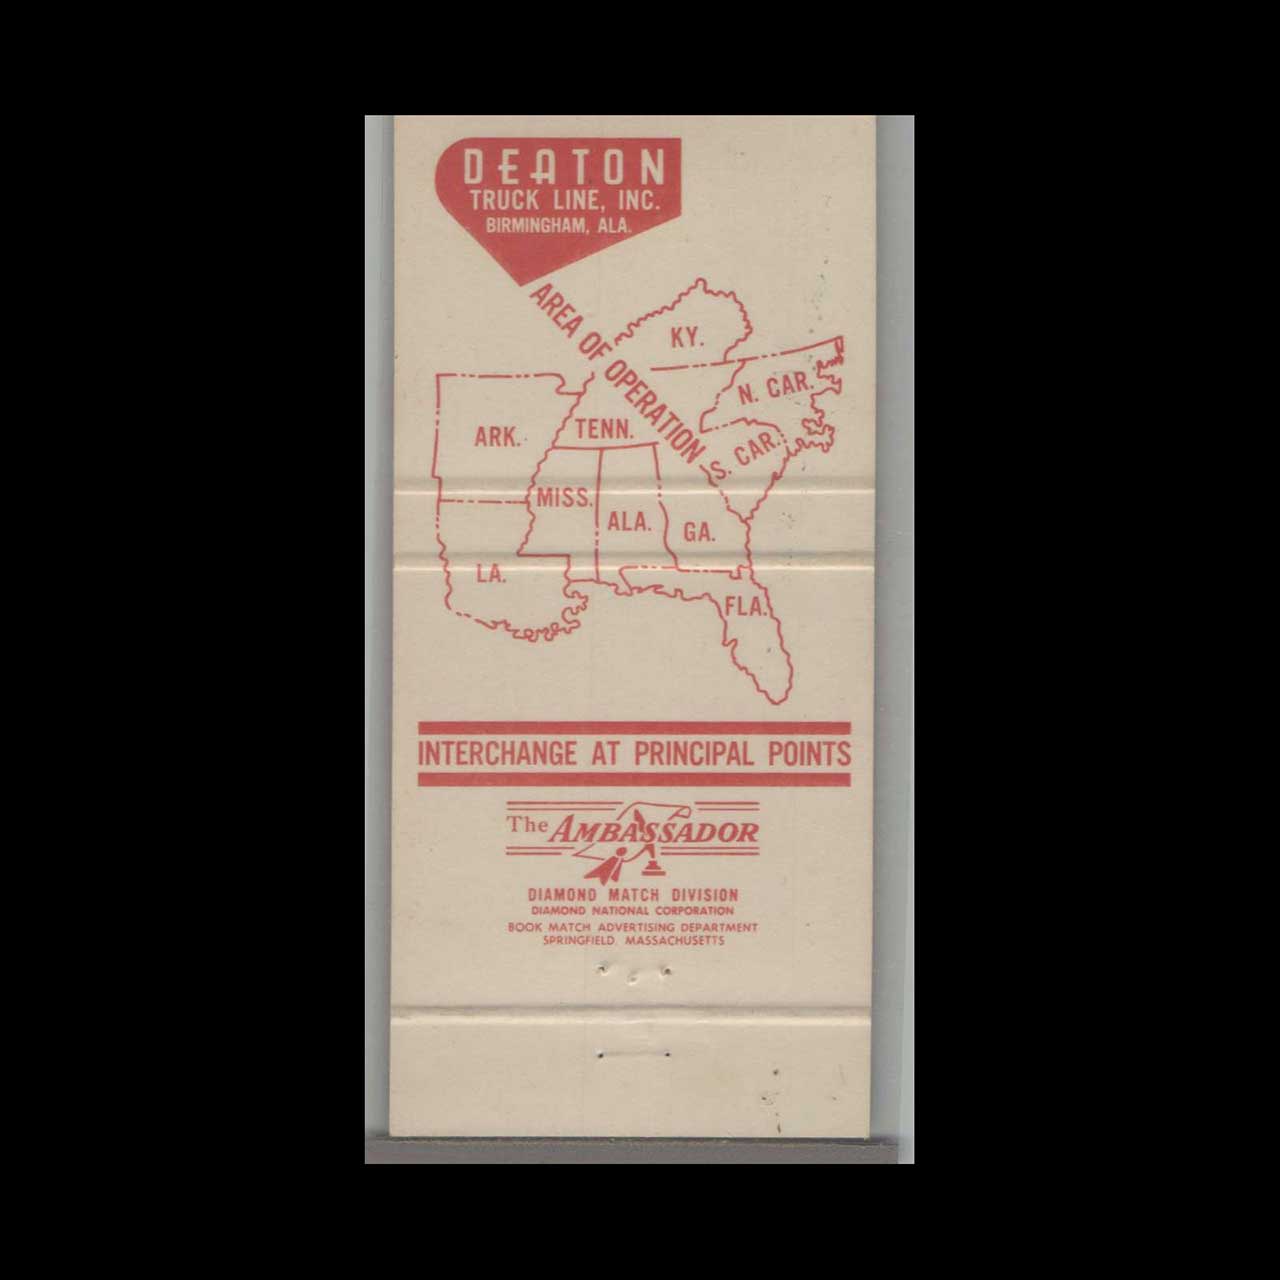 DEATON
TRUCK LINE, INC.
BIRMINGHAM, ALA.
AREA OF OPERATION
KY.
N. CAR.
TENN.
ARK.
S. CAR.
MISS.
ALA.
GA.
LA.
FLA.
INTERCHANGE AT PRINCIPAL POINTS
The AMBASSADOR
DIAMOND MATCH DIVISION
DIAMOND NATIONAL CORPORATION
BOOK MATCH ADVERTISING DEPARTMENT
SPRINGFIELD, MASSACHUSETTS